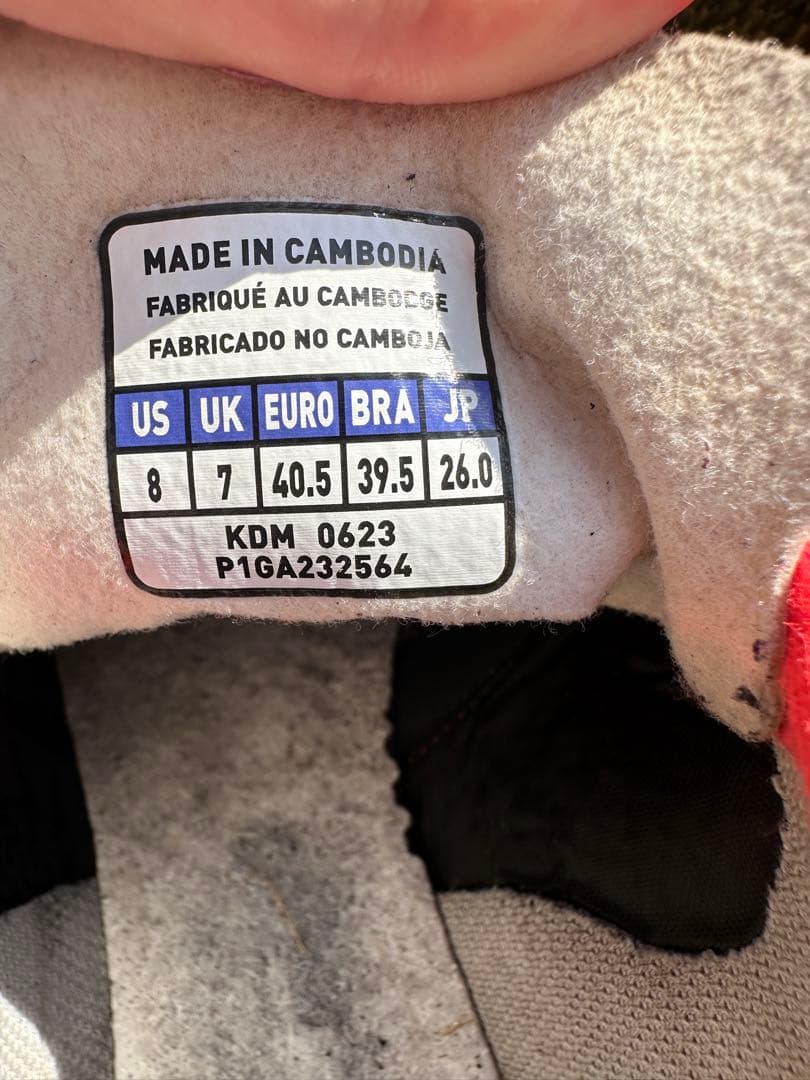 MADE IN CAMBODIA
FABRIQUÉ AU CAMBODGE
FABRICADO NO CAMBOJA
US UK EURO BRA JP
8 7 40.5 39.5 26.0
KDM 0623
P1GA232564